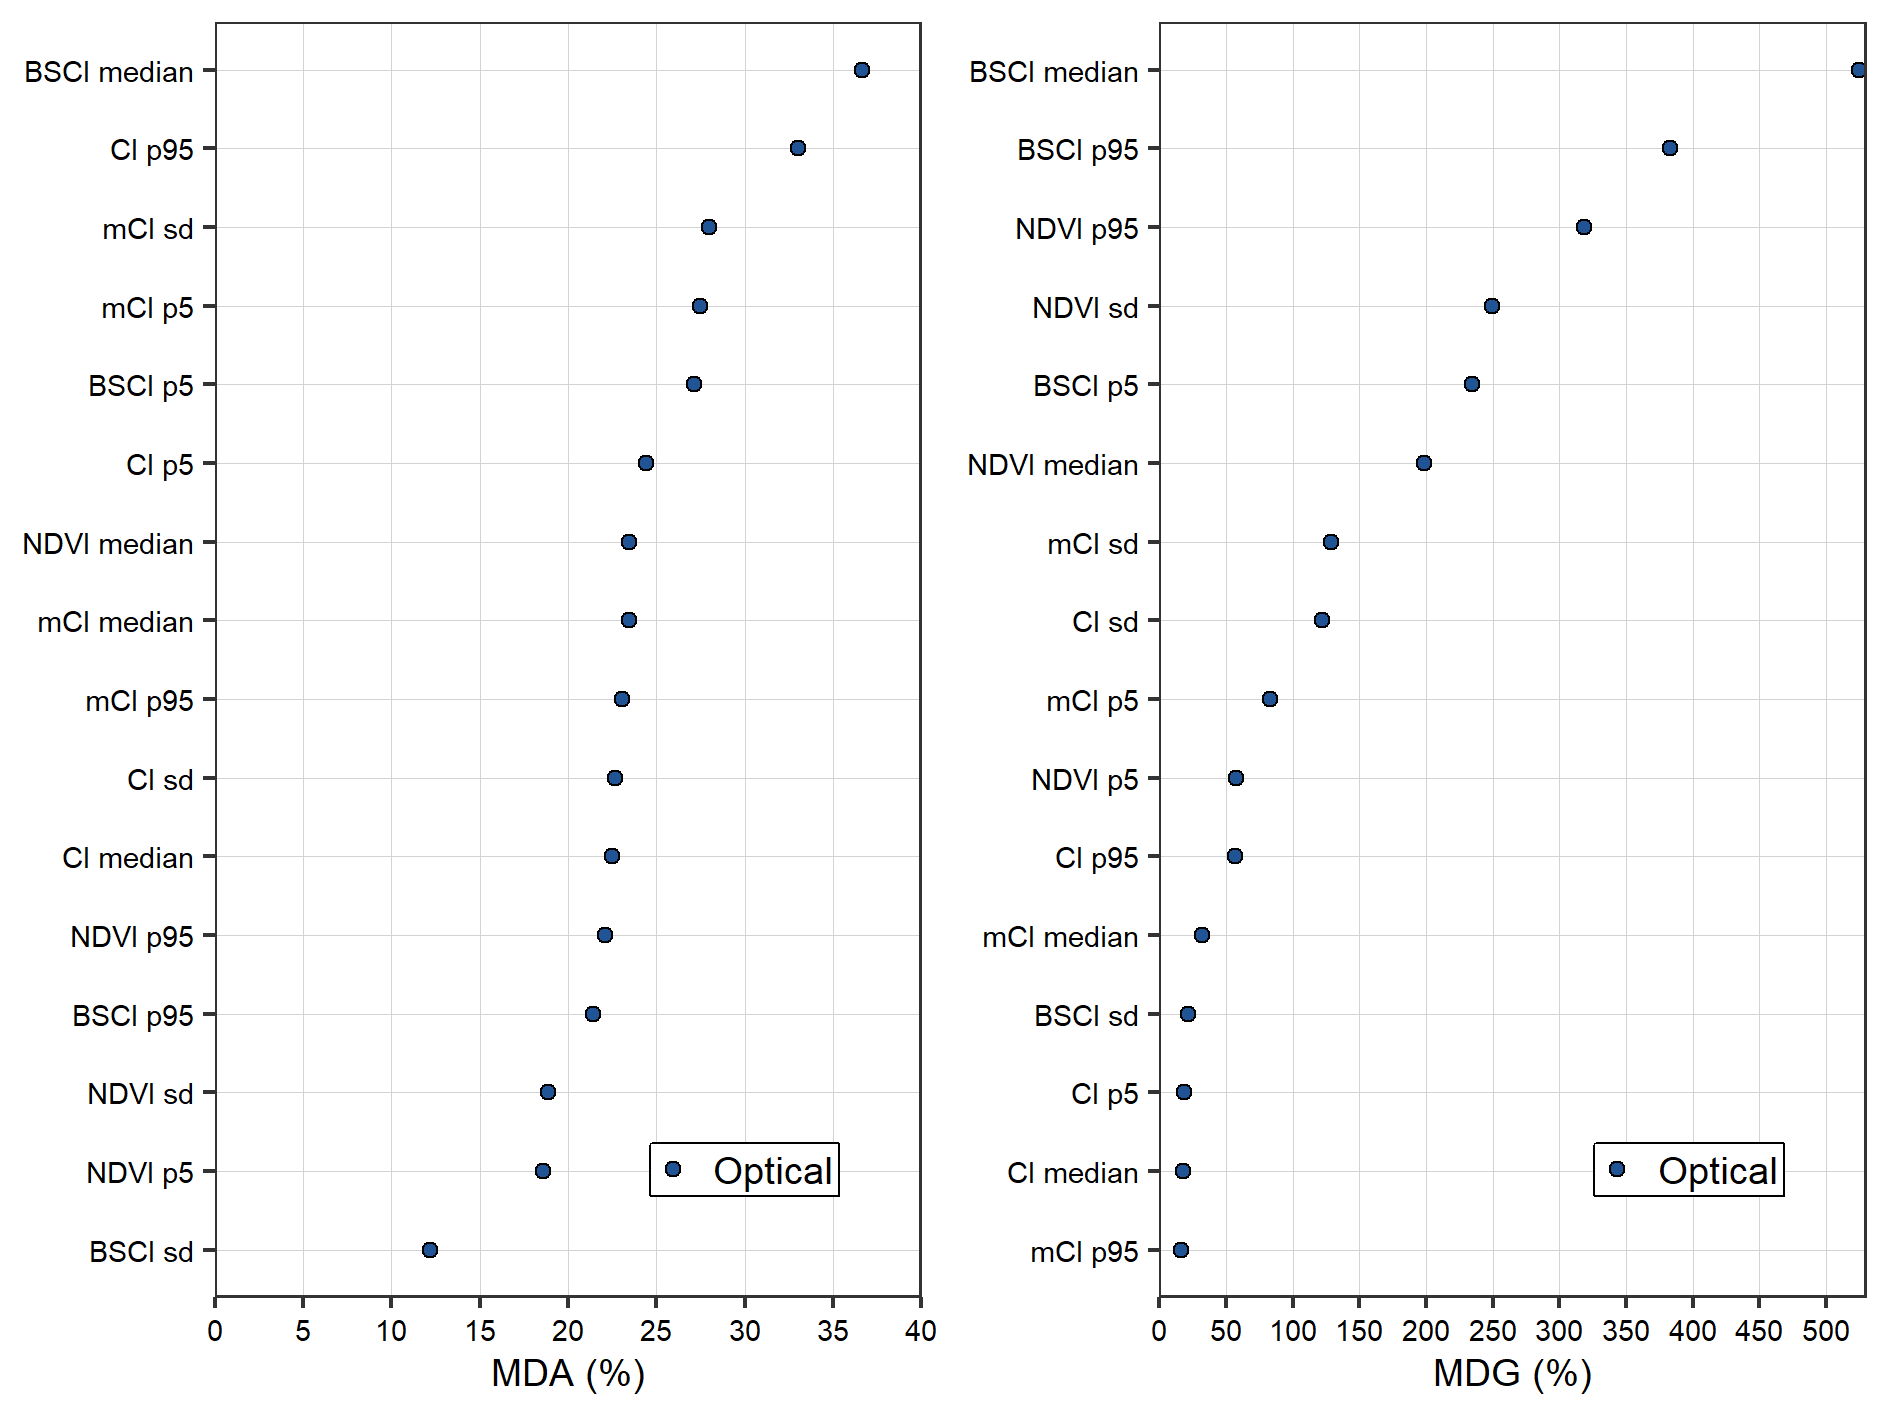 BSCI median
CI p95
mCI sd
mCI p5
BSCI p5
CI p5
NDVI median
mCI median
mCI p95
CI sd
CI median
NDVI p95
BSCI p95
NDVI sd
NDVI p5
BSCI sd
Optical
0 5 10 15 20 25 30 35 40
MDA (%)
BSCI median
BSCI p95
NDVI p95
NDVI sd
BSCI p5
NDVI median
mCI sd
CI sd
mCI p5
NDVI p5
CI p95
mCI median
BSCI sd
CI p5
CI median
mCI p95
Optical
0 50 100 150 200 250 300 350 400 450 500
MDG (%)